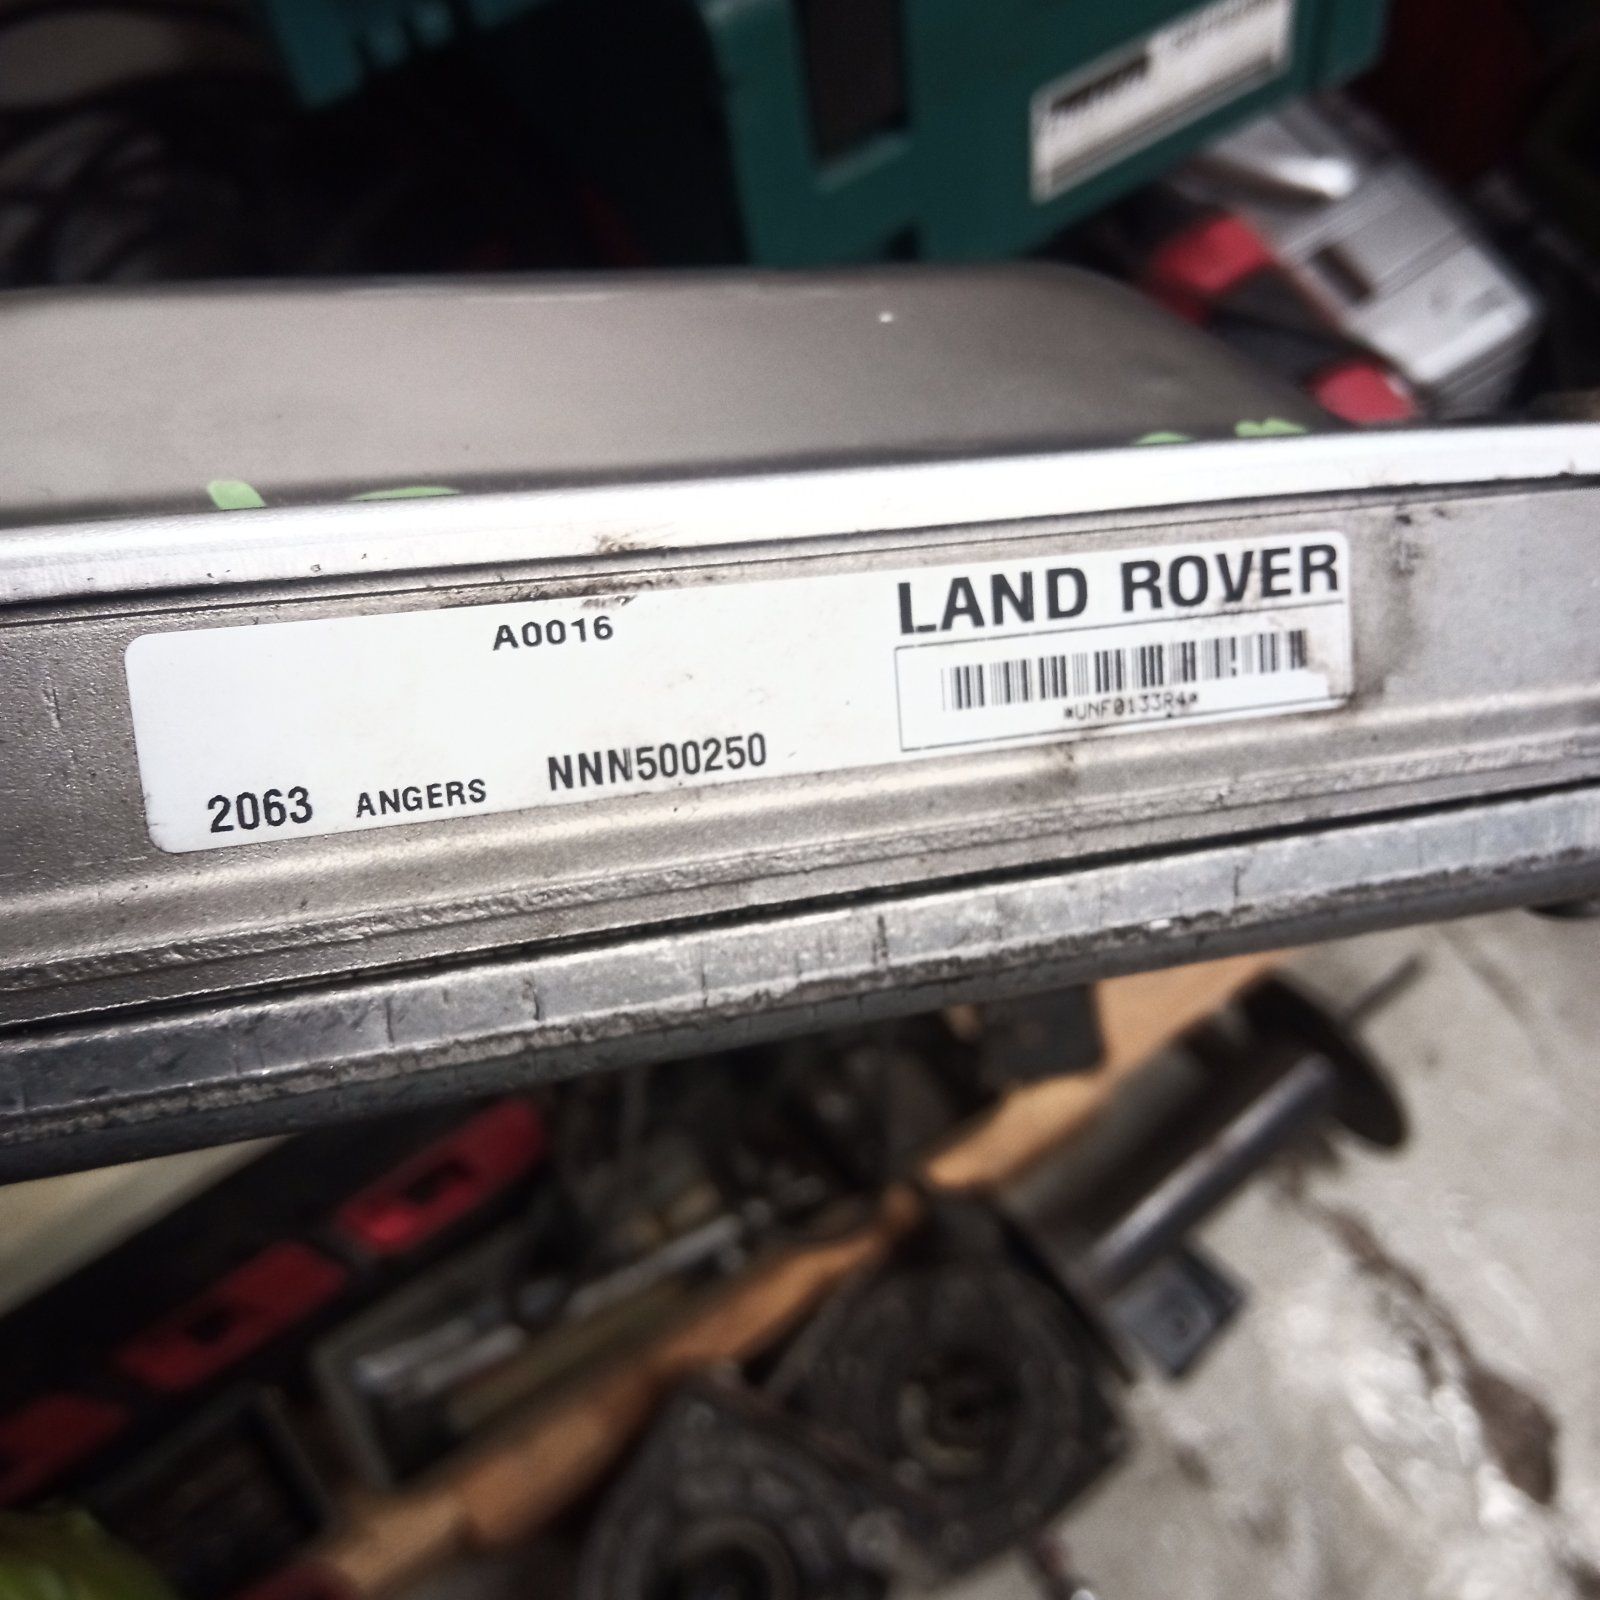 A0016
LAND ROVER
*UNF0133R4*
2063 ANGERS NNN500250